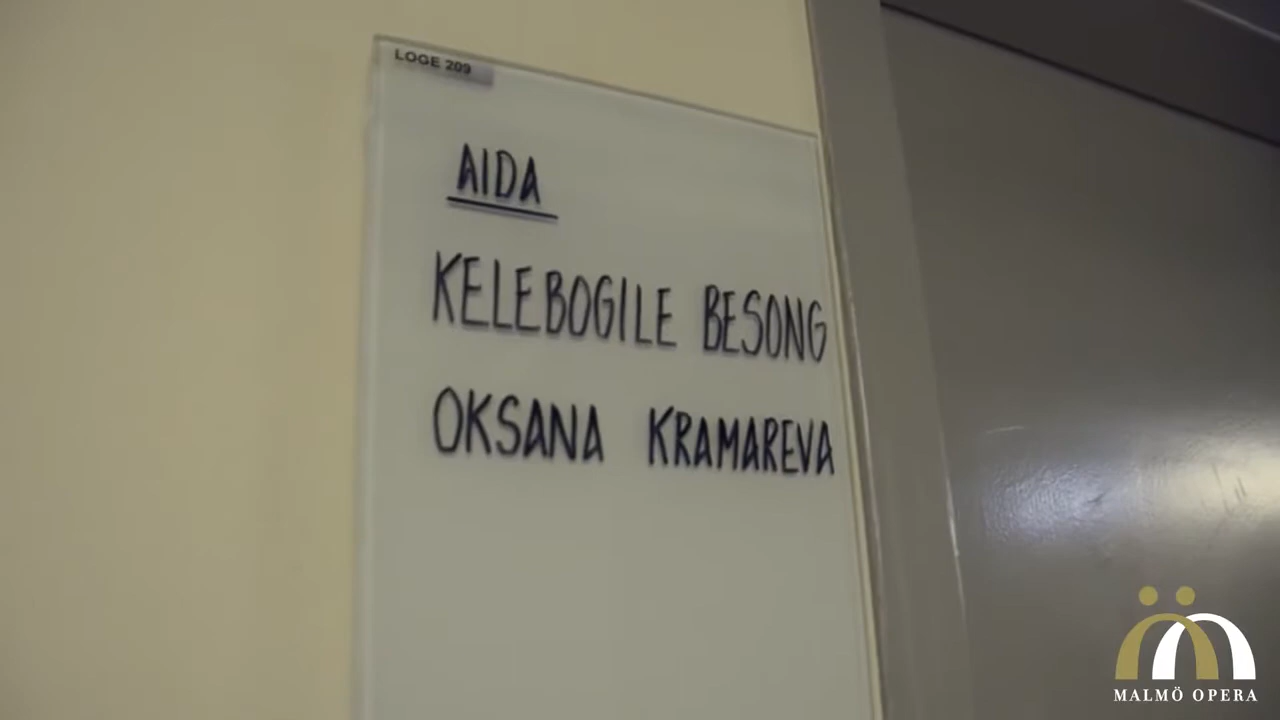 LOGE 209
AIDA
KELEBOGILE BESONG
OKSANA KRAMAREVA
MALMÖ OPERA